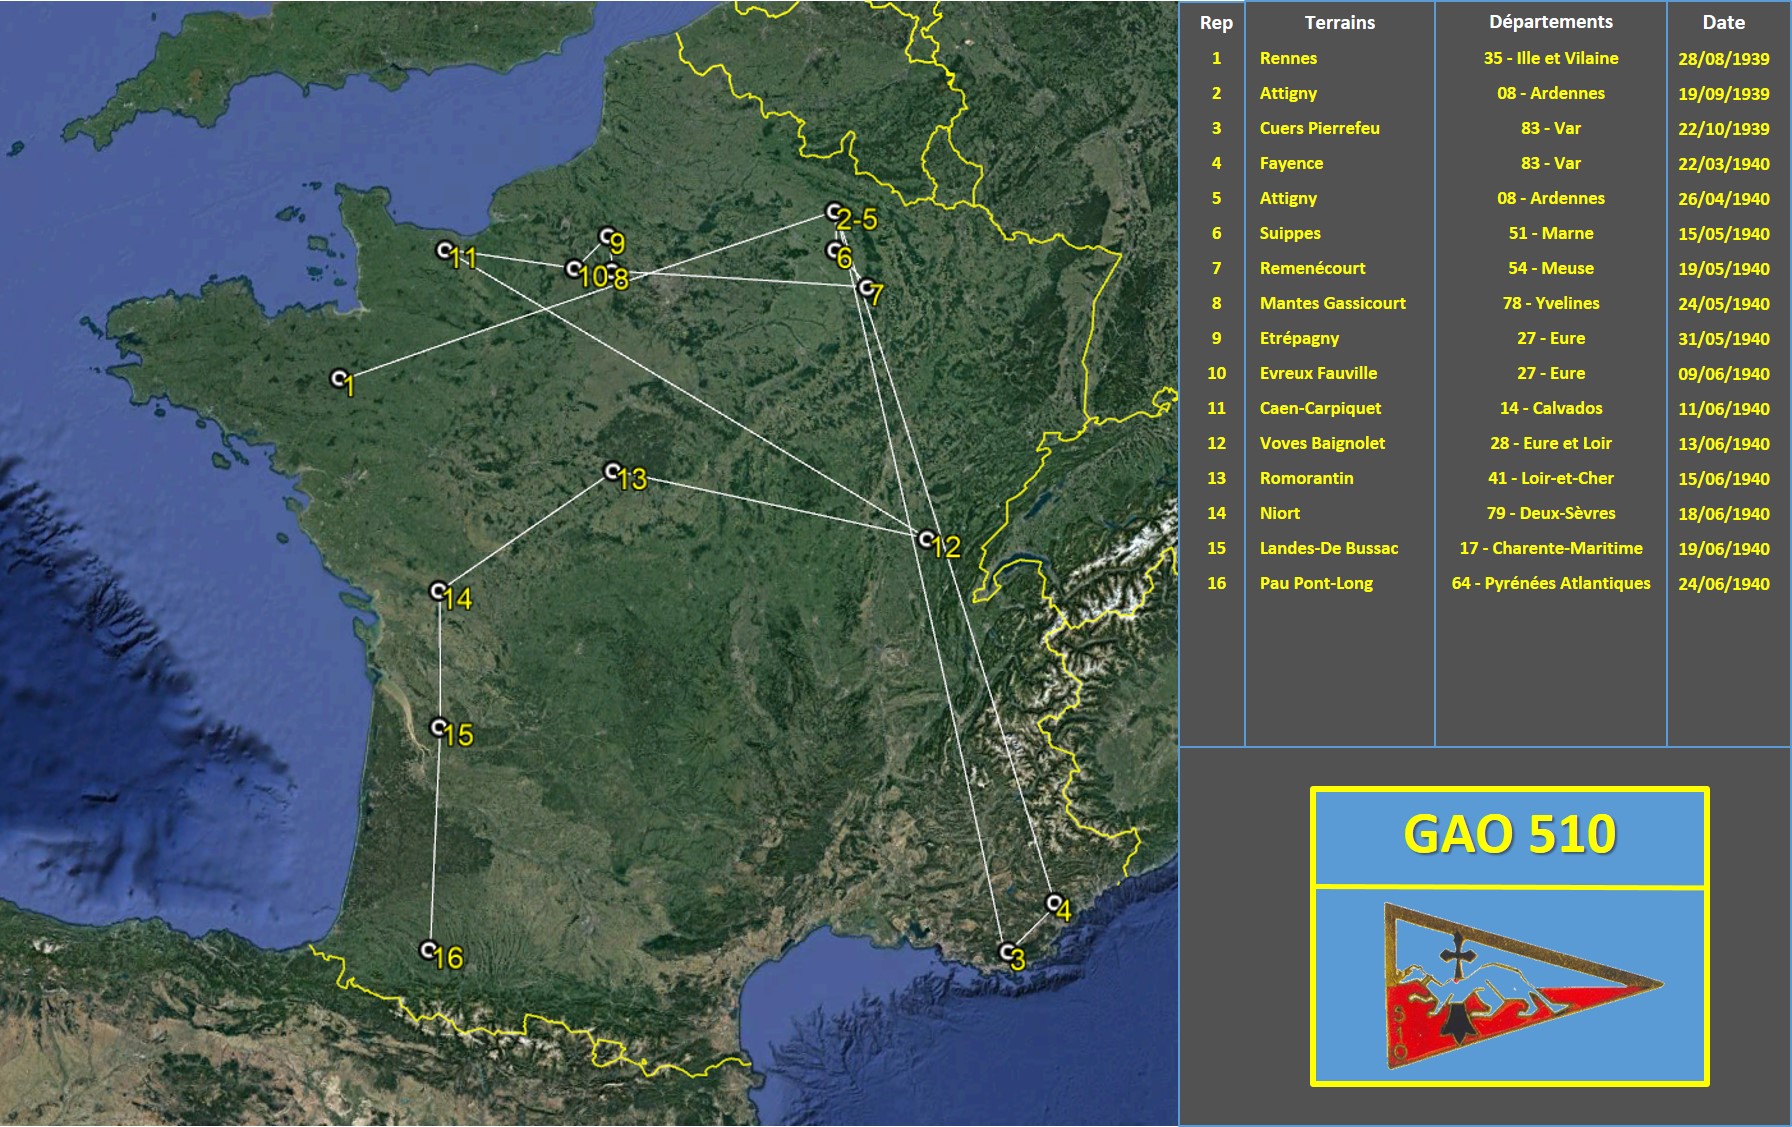 Rep Terrains Départements Date
1 Rennes 35 - Ille et Vilaine 28/08/1939
2 Attigny 08 - Ardennes 19/09/1939
3 Cuers Pierrefeu 83 - Var 22/10/1939
4 Fayence 83 - Var 22/03/1940
5 Attigny 08 - Ardennes 26/04/1940
6 Suippes 51 - Marne 15/05/1940
7 Remenécourt 54 - Meuse 19/05/1940
8 Mantes Gassicourt 78 - Yvelines 24/05/1940
9 Etrépagny 27 - Eure 31/05/1940
10 Evreux Fauville 27 - Eure 09/06/1940
11 Caen-Carpiquet 14 - Calvados 11/06/1940
12 Voves Baignolet 28 - Eure et Loir 13/06/1940
13 Romorantin 41 - Loir-et-Cher 15/06/1940
14 Niort 79 - Deux-Sèvres 18/06/1940
15 Landes-De Bussac 17 - Charente-Maritime 19/06/1940
16 Pau Pont-Long 64 - Pyrénées Atlantiques 24/06/1940
2-5
9
11
6
10
8
7
1
13
12
14
15
4
16
3
GAO 510
510